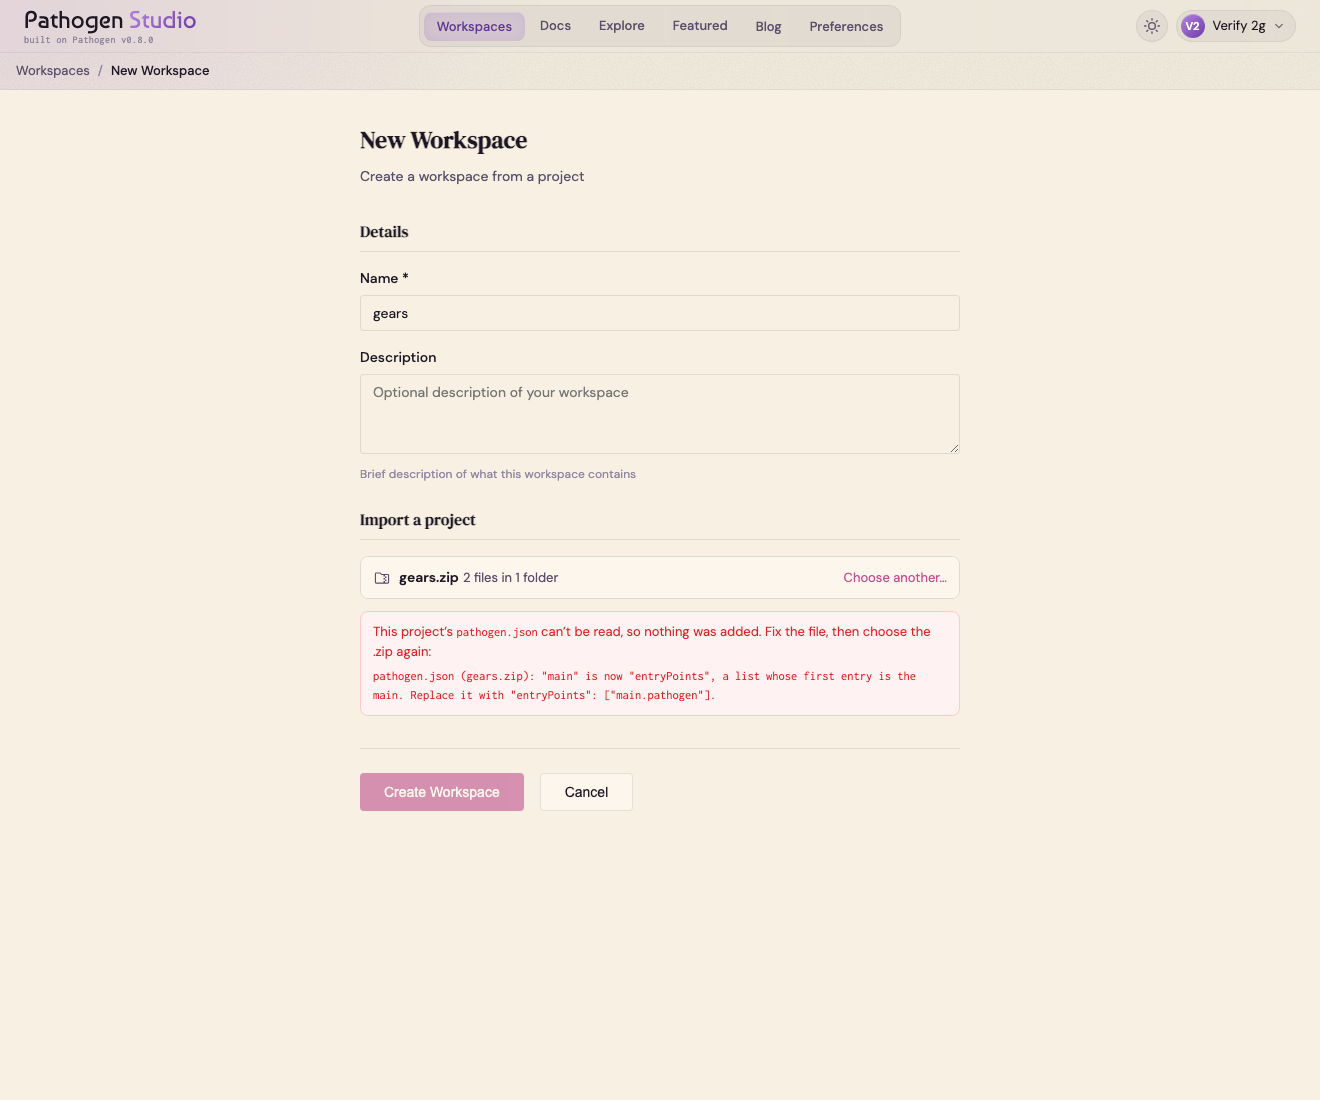 Pathogen Studio
built on Pathogen v0.8.0
Workspaces
Docs
Explore
Featured
Blog
Preferences
V2
Verify 2g
Workspaces / New Workspace
New Workspace
Create a workspace from a project
Details
Name *
gears
Description
Optional description of your workspace
Brief description of what this workspace contains
Import a project
gears.zip 2 files in 1 folder
Choose another…
This project’s pathogen.json can’t be read, so nothing was added. Fix the file, then choose the
.zip again:
pathogen.json (gears.zip): "main" is now "entryPoints", a list whose first entry is the
main. Replace it with "entryPoints": ["main.pathogen"].
Create Workspace
Cancel